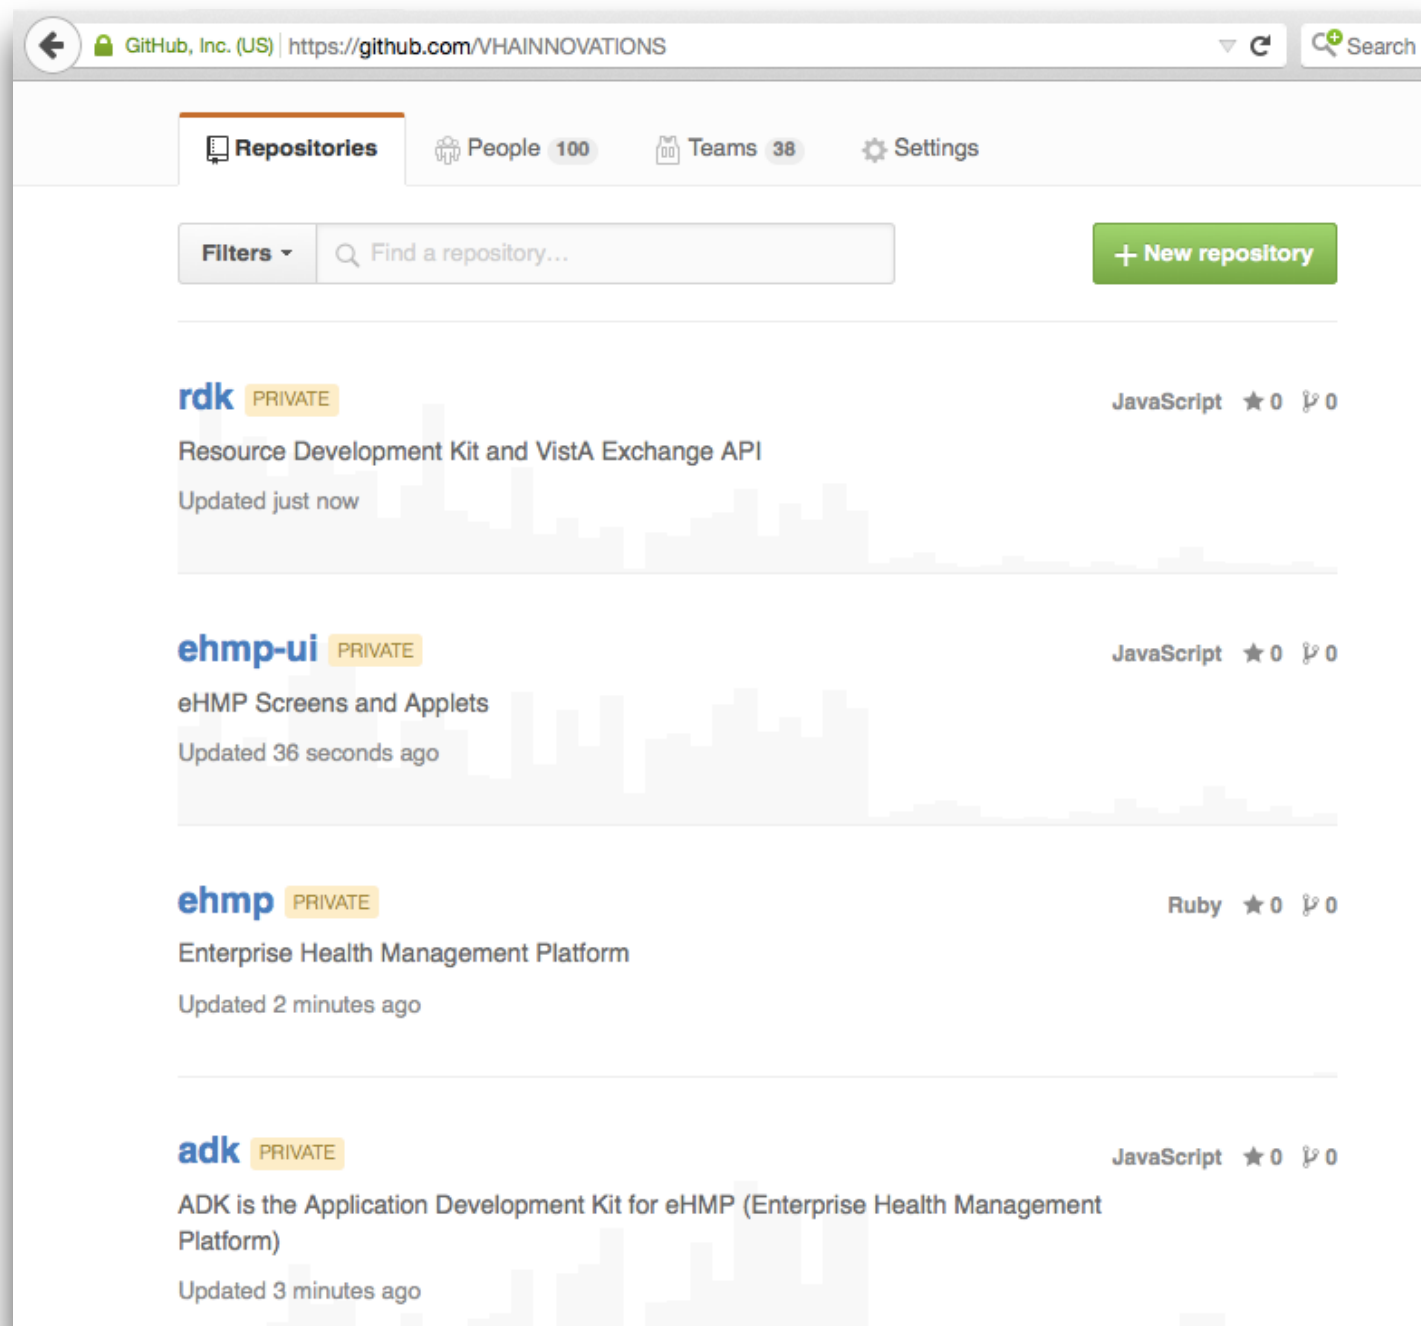 GitHub, Inc. (US) https://github.com/VHAINNOVATIONS Search
Repositories People 100 Teams 38 Settings
Filters Find a repository... + New repository
rdk PRIVATE JavaScript 0 0
Resource Development Kit and VistA Exchange API
Updated just now
ehmp-ui PRIVATE JavaScript 0 0
eHMP Screens and Applets
Updated 36 seconds ago
ehmp PRIVATE Ruby 0 0
Enterprise Health Management Platform
Updated 2 minutes ago
adk PRIVATE JavaScript 0 0
ADK is the Application Development Kit for eHMP (Enterprise Health Management
Platform)
Updated 3 minutes ago